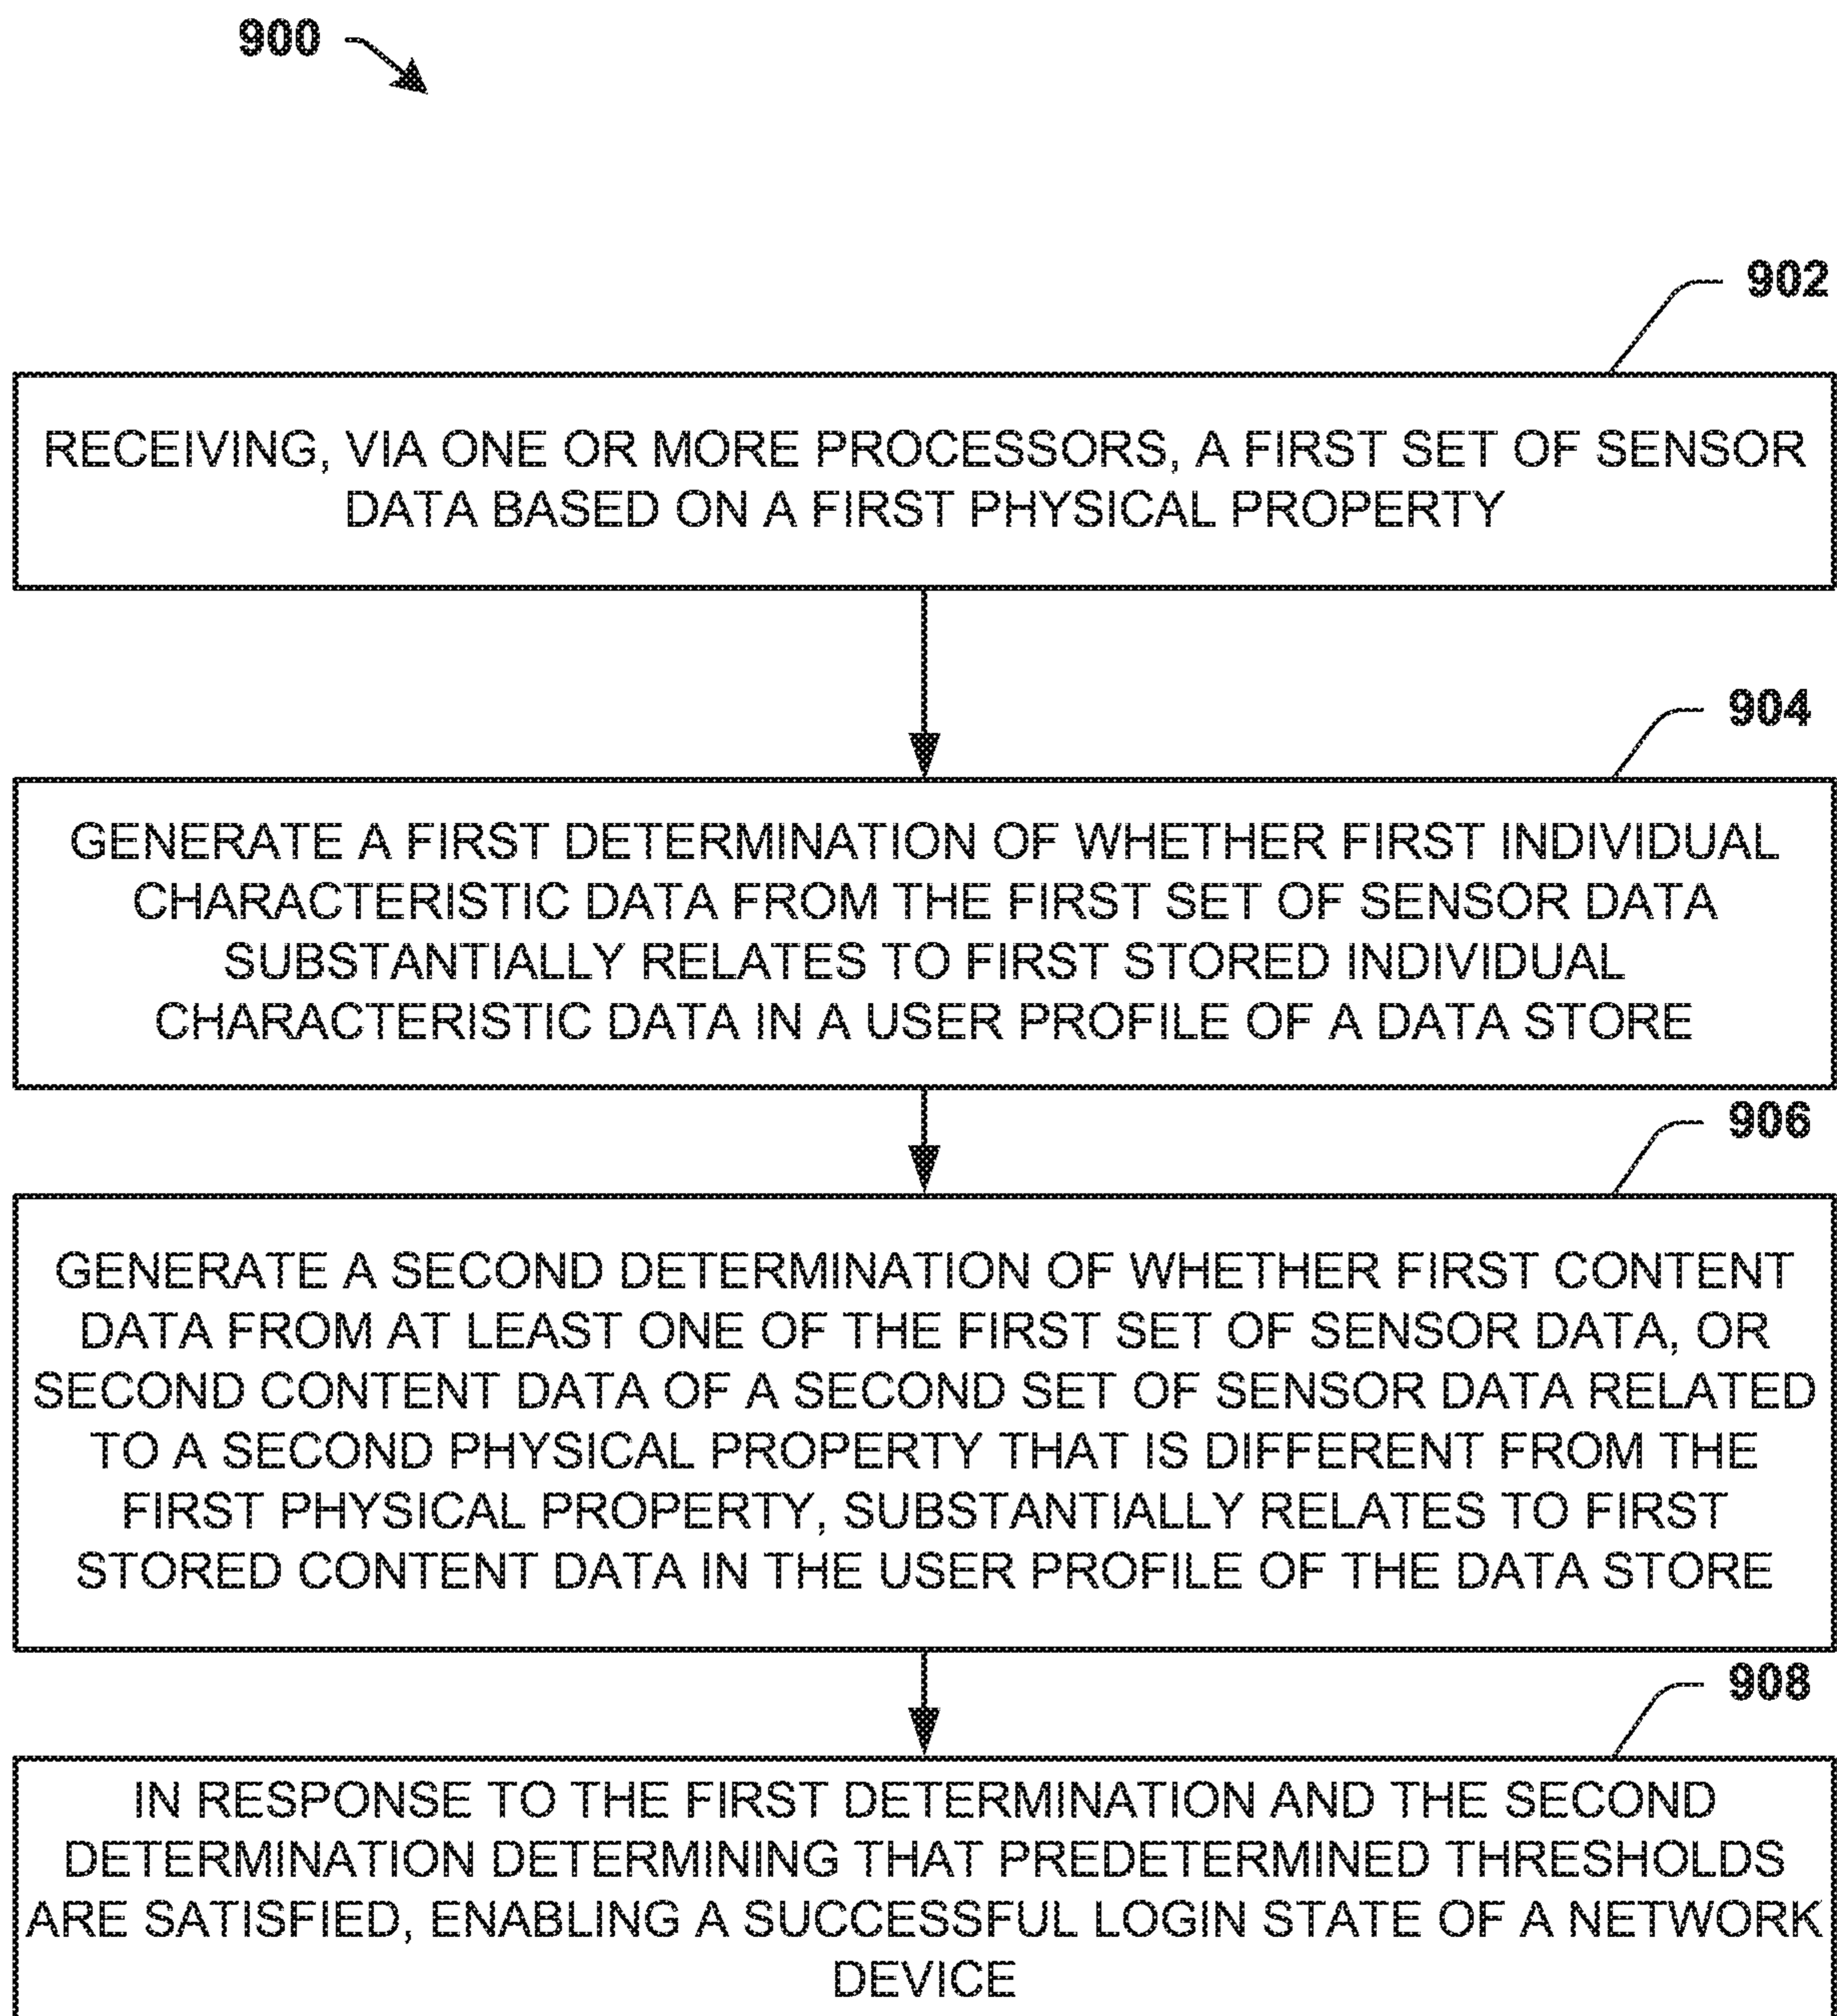 900
902
RECEIVING, VIA ONE OR MORE PROCESSORS, A FIRST SET OF SENSOR
DATA BASED ON A FIRST PHYSICAL PROPERTY
904
GENERATE A FIRST DETERMINATION OF WHETHER FIRST INDIVIDUAL
CHARACTERISTIC DATA FROM THE FIRST SET OF SENSOR DATA
SUBSTANTIALLY RELATES TO FIRST STORED INDIVIDUAL
CHARACTERISTIC DATA IN A USER PROFILE OF A DATA STORE
906
GENERATE A SECOND DETERMINATION OF WHETHER FIRST CONTENT
DATA FROM AT LEAST ONE OF THE FIRST SET OF SENSOR DATA, OR
SECOND CONTENT DATA OF A SECOND SET OF SENSOR DATA RELATED
TO A SECOND PHYSICAL PROPERTY THAT IS DIFFERENT FROM THE
FIRST PHYSICAL PROPERTY, SUBSTANTIALLY RELATES TO FIRST
STORED CONTENT DATA IN THE USER PROFILE OF THE DATA STORE
908
IN RESPONSE TO THE FIRST DETERMINATION AND THE SECOND
DETERMINATION DETERMINING THAT PREDETERMINED THRESHOLDS
ARE SATISFIED, ENABLING A SUCCESSFUL LOGIN STATE OF A NETWORK
DEVICE